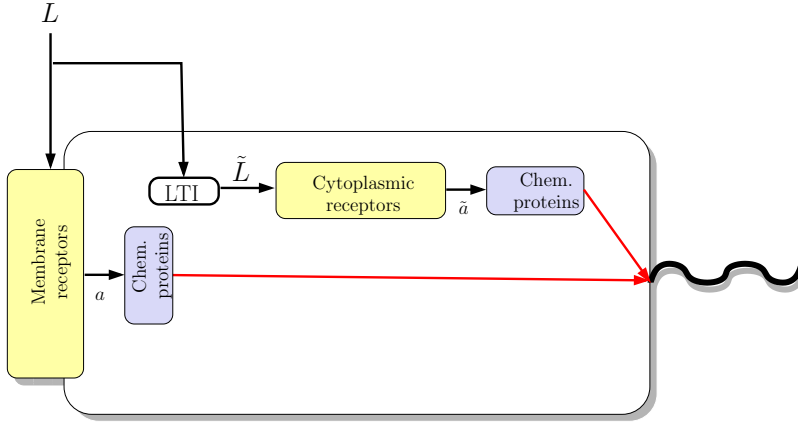 L
LTI
L̃
Cytoplasmic
receptors
ã
Chem.
proteins
Membrane
receptors
a
Chem.
proteins